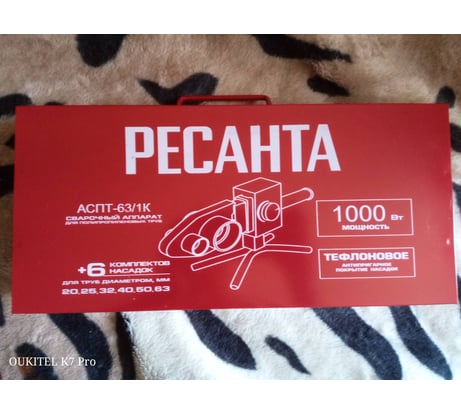 РЕСАНТА
АСПТ-63/1К
СВАРОЧНЫЙ АППАРАТ
ДЛЯ ПОЛИПРОПИЛЕНОВЫХ ТРУБ
1000 Вт
МОЩНОСТЬ
+6 КОМПЛЕКТОВ
НАСАДОК
ДЛЯ ТРУБ ДИАМЕТРОМ, ММ
20,25,32,40,50,63
ТЕФЛОНОВОЕ
АНТИПРИГАРНОЕ
ПОКРЫТИЕ НАСАДОК
OUKITEL K7 Pro